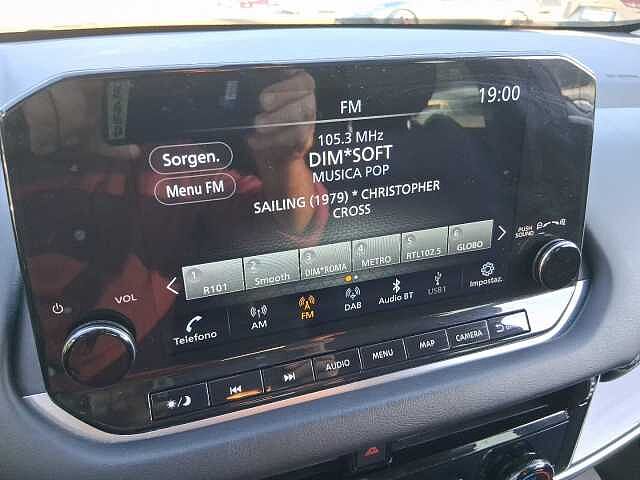 FM
19:00
105.3 MHz
DIM*SOFT
MUSICA POP
Sorgen.
Menu FM
SAILING (1979) * CHRISTOPHER
CROSS
1 R101
2 Smooth
3 DIM*ROMA
4 METRO
5 RTL102.5
6 GLOBO
PUSH
SOUND
VOL
Telefono
AM
FM
DAB
Audio BT
USB1
Impostaz.
AUDIO
MENU
MAP
CAMERA